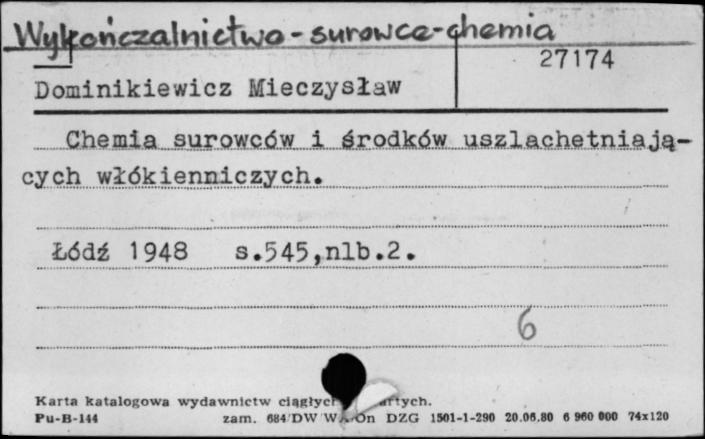 Wykończalnictwo - surowce - chemia
27174
Dominikiewicz Mieczysław
Chemia surowców i środków uszlachetniają-
cych włókienniczych.
Łódź 1948 s.545,nlb.2.
6
Karta katalogowa wydawnictw ciągłych
Pu-B-144 zam. 684/DW DZG 1501-1-290 20.06.80 6 960 000 74x120